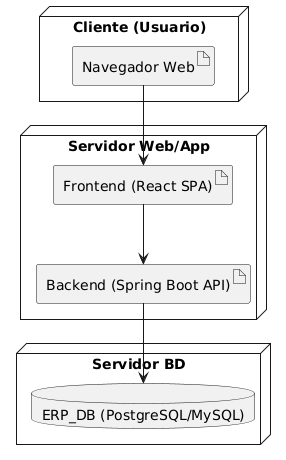 Cliente (Usuario)
Navegador Web
Servidor Web/App
Frontend (React SPA)
Backend (Spring Boot API)
Servidor BD
ERP_DB (PostgreSQL/MySQL)